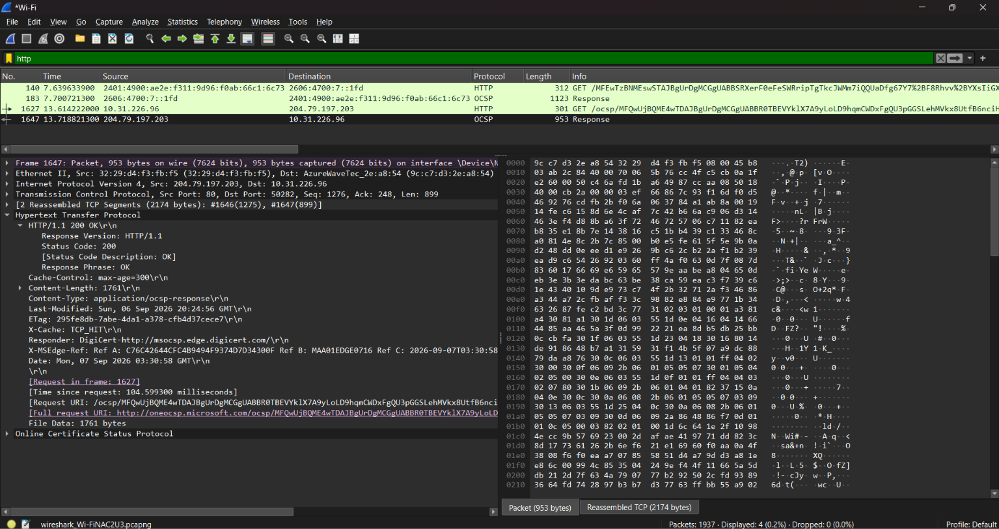 *Wi-Fi
File Edit View Go Capture Analyze Statistics Telephony Wireless Tools Help
http
No. Time Source Destination Protocol Length Info
140 7.639633900 2401:4900:ae2e:f311:9d96:f0ab:66c1:6c73 2606:4700:7::1fd HTTP 312 GET /MFEwTzBNMEswSTAJBgUrDgMCGgUABBSRXerF0eFeSWRripTgTkcJWMm7iQQUaDfg67Y7%2BF8Rhvv%2BYXsIiGX
183 7.700721300 2606:4700:7::1fd 2401:4900:ae2e:f311:9d96:f0ab:66c1:6c73 OCSP 1123 Response
1627 13.614222000 10.31.226.96 204.79.197.203 HTTP 301 GET /ocsp/MFQwUjBQME4wTDAJBgUrDgMCGgUABBR0TBEVYklX7A9yLoLD9hqmCWDxFgQU3pGGSLehMVkx8UtfB6nciH
1647 13.718821300 204.79.197.203 10.31.226.96 OCSP 953 Response
Frame 1647: Packet, 953 bytes on wire (7624 bits), 953 bytes captured (7624 bits) on interface \Device\N
Ethernet II, Src: 32:29:d4:f3:fb:f5 (32:29:d4:f3:fb:f5), Dst: AzureWaveTec_2e:a8:54 (9c:c7:d3:2e:a8:54)
Internet Protocol Version 4, Src: 204.79.197.203, Dst: 10.31.226.96
Transmission Control Protocol, Src Port: 80, Dst Port: 50282, Seq: 1276, Ack: 248, Len: 899
[2 Reassembled TCP Segments (2174 bytes): #1646(1275), #1647(899)]
Hypertext Transfer Protocol
HTTP/1.1 200 OK\r\n
Response Version: HTTP/1.1
Status Code: 200
[Status Code Description: OK]
Response Phrase: OK
Cache-Control: max-age=300\r\n
Content-Length: 1761\r\n
Content-Type: application/ocsp-response\r\n
Last-Modified: Sun, 06 Sep 2026 20:24:56 GMT\r\n
ETag: 295fe8db-7abe-4da1-a378-cfb4d37cece7\r\n
X-Cache: TCP_HIT\r\n
Responder: DigiCert-http://msocsp.edge.digicert.com/\r\n
X-MSEdge-Ref: Ref A: C76C42644CFC4B9494F9374D7D34300F Ref B: MAA01EDGE0716 Ref C: 2026-09-07T03:30:58
Date: Mon, 07 Sep 2026 03:30:58 GMT\r\n
\r\n
[Request in frame: 1627]
[Time since request: 104.599300 milliseconds]
[Request URI: /ocsp/MFQwUjBQME4wTDAJBgUrDgMCGgUABBR0TBEVYklX7A9yLoLD9hqmCWDxFgQU3pGGSLehMVkx8UtfB6nci
[Full request URI: http://oneocsp.microsoft.com/ocsp/MFQwUjBQME4wTDAJBgUrDgMCGgUABBR0TBEVYklX7A9yLoLD
File Data: 1761 bytes
Online Certificate Status Protocol
0000 9c c7 d3 2e a8 54 32 29 d4 f3 fb f5 08 00 45 b8
0010 03 ab 2c 84 40 00 70 06 5b 76 cc 4f c5 cb 0a 1f
0020 e2 60 00 50 c4 6a fd 1b a6 49 87 cc aa 08 50 18
0030 40 00 cb 2a 00 00 03 ef 66 86 7c 93 f1 6d f0 d5
0040 46 92 76 cd fb 2b f0 6a 06 37 84 a1 ab 8a 00 19
0050 14 fe c6 15 8d 6e 4c af 7c 42 b6 6a c9 06 d3 14
0060 46 3e f4 d8 8b a6 3f 72 46 72 57 06 c7 11 82 ea
0070 b8 35 e1 8b 7e 14 38 16 c5 1b b4 39 c1 33 46 8c
0080 a0 81 4e 8c 2b 7c 85 00 b0 e5 fe 61 5f 5e 9b 0a
0090 d2 48 dd 0e ee d1 e9 26 9b c6 2c b2 2a f1 b2 39
00a0 ea d9 c6 54 26 92 03 60 ff 4a f0 63 0d 7f 08 7d
00b0 83 60 17 66 69 e6 59 65 57 9e aa be a8 04 65 0d
00c0 eb 3e 3b 3e da bc 63 be 38 ca 59 ea c3 f7 39 c6
00d0 1e 43 40 10 9d e9 73 c7 4f 2b 32 71 2a f3 46 86
00e0 a3 44 a7 2c fb af f3 3c 98 82 e8 84 e9 77 1b 34
00f0 63 26 87 fe c2 bd 3c 77 31 02 03 01 00 01 a3 81
0100 a4 30 81 a1 30 1d 06 03 55 1d 0e 04 16 04 14 66
0110 44 85 aa 46 5a 3f 0d 99 22 21 ea 8d b5 db 25 bb
0120 0c cb fa 30 1f 06 03 55 1d 23 04 18 30 16 80 14
0130 de 91 86 48 b7 a1 31 59 31 f1 4b 5f 07 a9 dc 88
0140 79 da a8 76 30 0c 06 03 55 1d 13 01 01 ff 04 02
0150 30 00 30 0f 06 09 2b 06 01 05 05 07 30 01 05 04
0160 02 05 00 30 0e 06 03 55 1d 0f 01 01 ff 04 04 03
0170 02 07 80 30 1b 06 09 2b 06 01 04 01 82 37 15 0a
0180 04 0e 30 0c 30 0a 06 08 2b 06 01 05 05 07 03 09
0190 30 13 06 03 55 1d 25 04 0c 30 0a 06 08 2b 06 01
01a0 05 05 07 03 09 30 0d 06 09 2a 86 48 86 f7 0d 01
01b0 01 0c 05 00 03 82 02 01 00 1d 6c 64 1e 2f 10 98
01c0 4e cc 9b 57 69 23 00 2d af ae 41 97 71 dd 82 3c
01d0 8d 17 73 61 26 2b 6e f6 21 e1 69 60 f0 aa 0a 4f
01e0 38 08 f6 f0 ea a7 07 85 58 51 d4 a7 9d d3 a8 1e
01f0 e8 6c 00 99 4c 85 35 04 24 9e f4 4f 11 66 5a 5d
0200 db 21 2d 7f 63 4a 79 07 77 b2 92 50 2c fd 93 89
0210 36 64 fd 74 28 97 b3 b7 d3 77 63 ff bb 55 a9 02
Packet (953 bytes) Reassembled TCP (2174 bytes)
wireshark_Wi-FiNAC2U3.pcapng Packets: 1937 · Displayed: 4 (0.2%) · Dropped: 0 (0.0%) Profile: Default